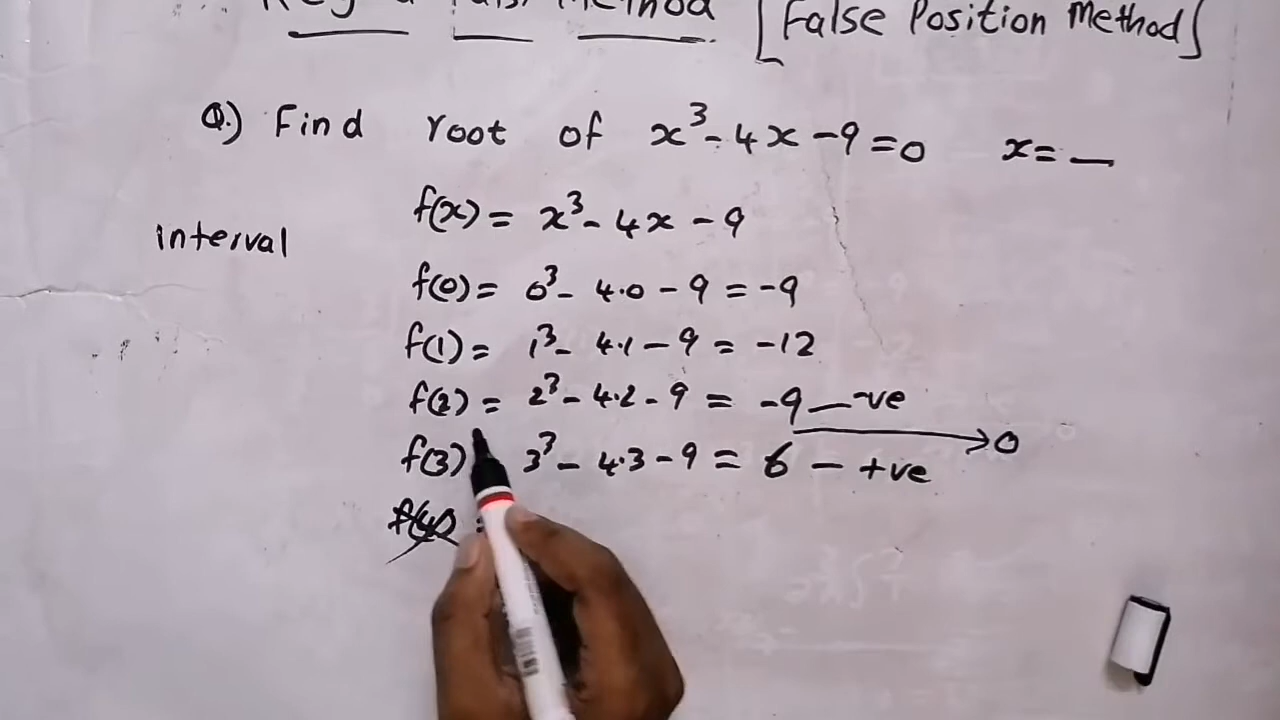 Method [False Position Method]
Q.) Find root of x³ - 4x - 9 = 0 x = __
f(x) = x³ - 4x - 9
interval
f(0) = 0³ - 4·0 - 9 = -9
f(1) = 1³ - 4·1 - 9 = -12
f(2) = 2³ - 4·2 - 9 = -9 — -ve
→ 0
f(3) 3³ - 4·3 - 9 = 6 — +ve